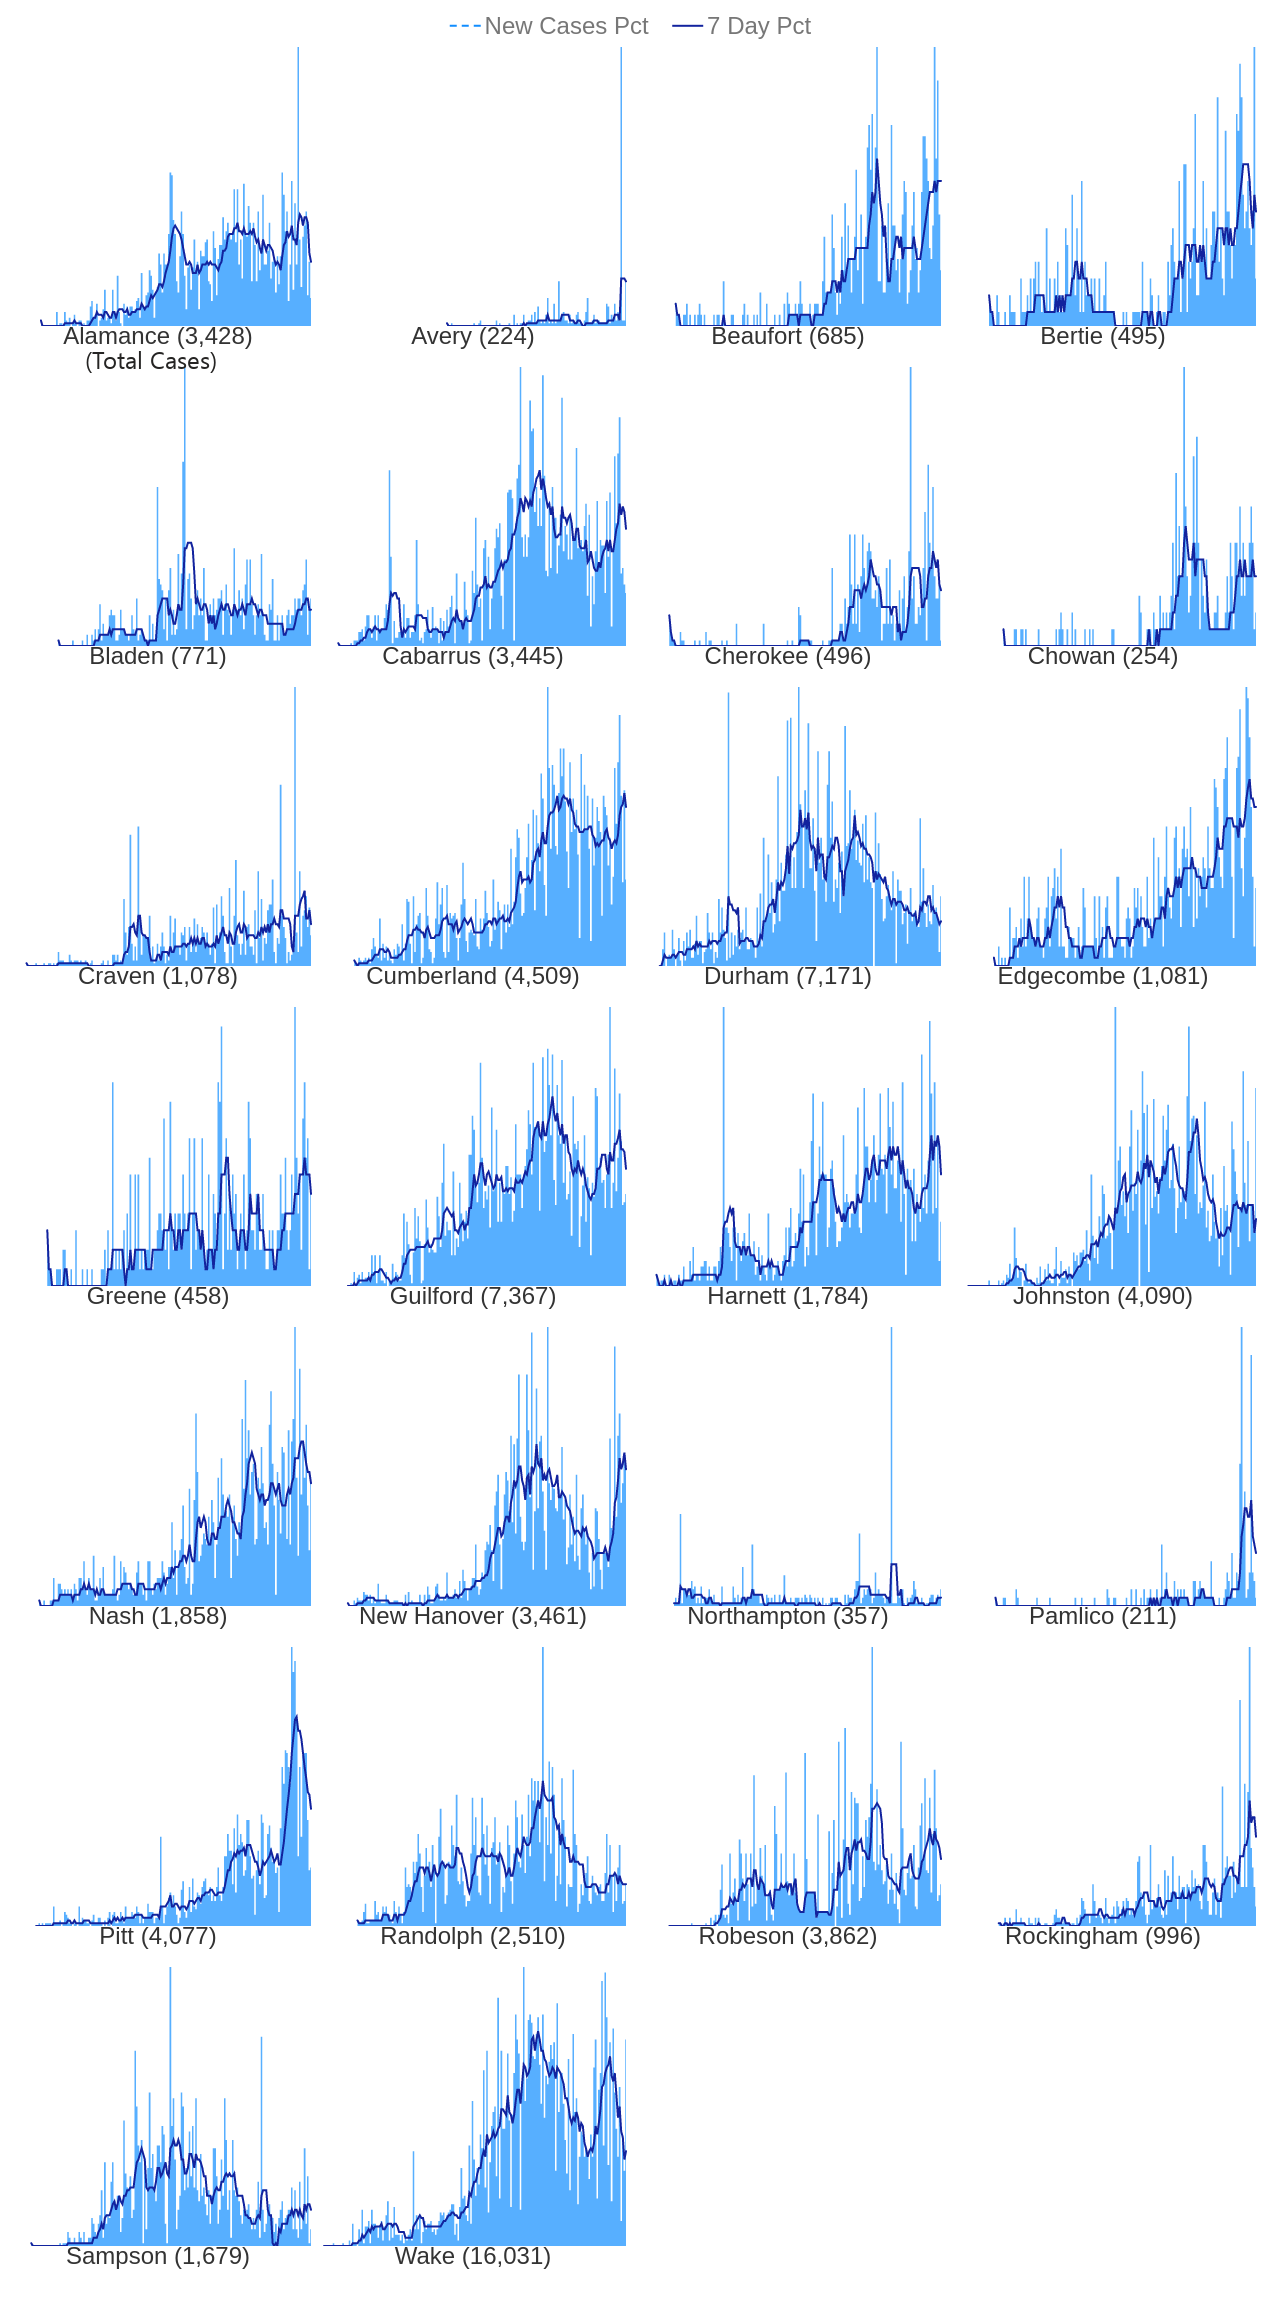 New Cases Pct 7 Day Pct
Alamance (3,428) Avery (224) Beaufort (685) Bertie (495)
(Total Cases)
Bladen (771) Cabarrus (3,445) Cherokee (496) Chowan (254)
Craven (1,078) Cumberland (4,509) Durham (7,171) Edgecombe (1,081)
Greene (458) Guilford (7,367) Harnett (1,784) Johnston (4,090)
Nash (1,858) New Hanover (3,461) Northampton (357) Pamlico (211)
Pitt (4,077) Randolph (2,510) Robeson (3,862) Rockingham (996)
Sampson (1,679) Wake (16,031)